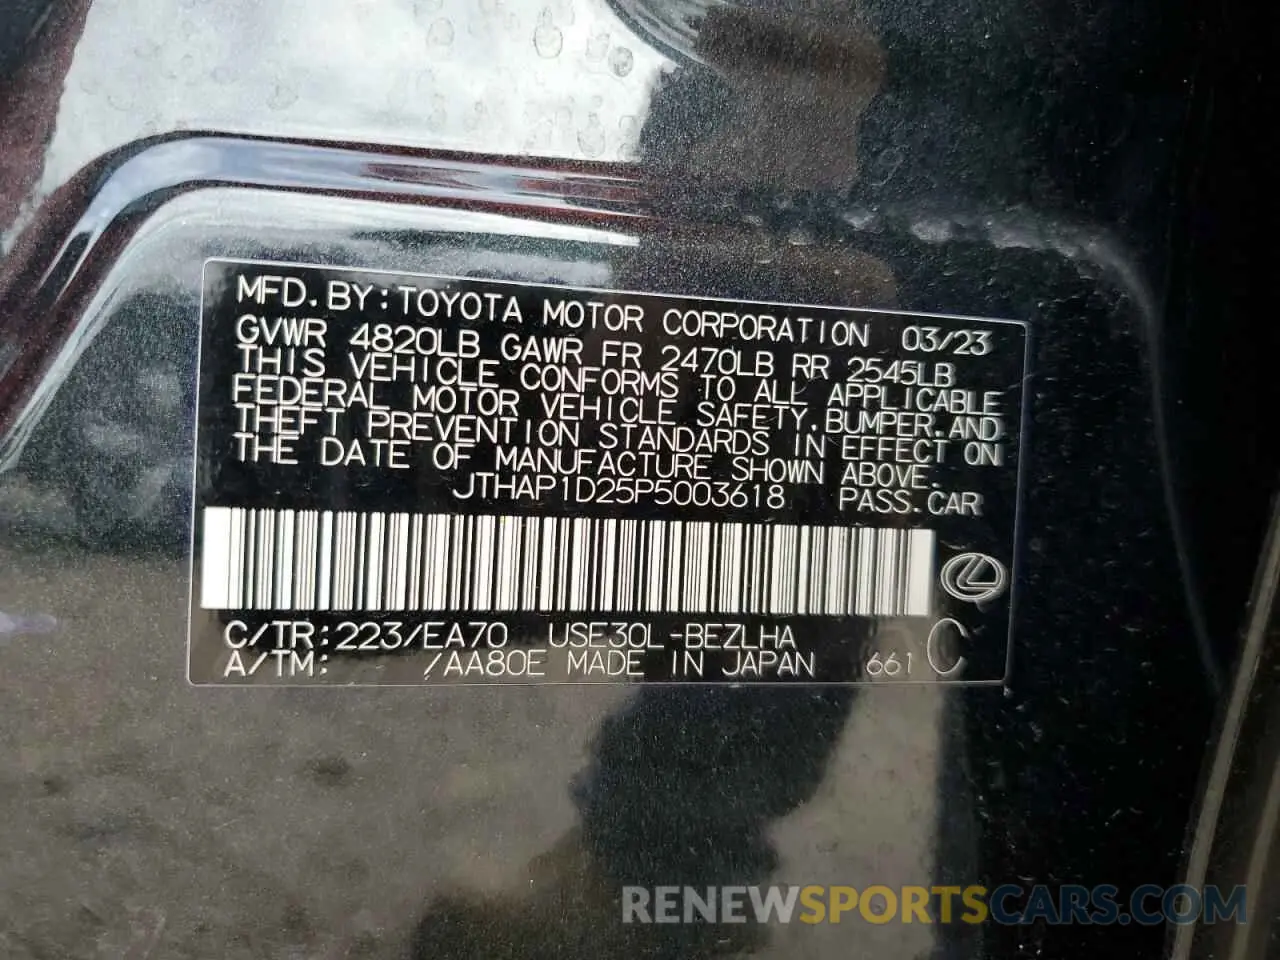 MFD.BY:TOYOTA MOTOR CORPORATION 03/23
GVWR 4820LB GAWR FR 2470LB RR 2545LB
THIS VEHICLE CONFORMS TO ALL APPLICABLE
FEDERAL MOTOR VEHICLE SAFETY,BUMPER,AND
THEFT PREVENTION STANDARDS IN EFFECT ON
THE DATE OF MANUFACTURE SHOWN ABOVE.
JTHAP1D25P5003618 PASS.CAR
C/TR:223/EA70 USE30L-BEZLHA
A/TM: /AA80E MADE IN JAPAN 661 C
RENEWSPORTSCARS.COM